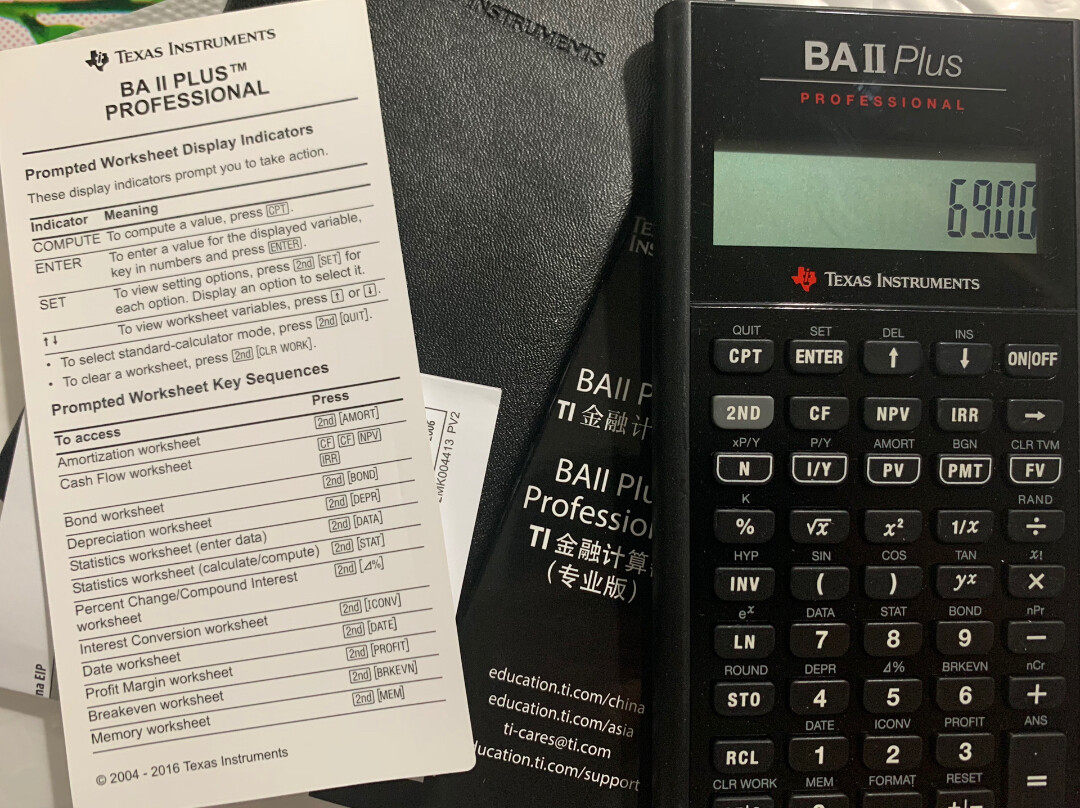 TEXAS INSTRUMENTS
BA II PLUS™
PROFESSIONAL
Prompted Worksheet Display Indicators
These display indicators prompt you to take action.
Indicator Meaning
COMPUTE To compute a value, press CPT.
ENTER To enter a value for the displayed variable,
key in numbers and press ENTER.
SET To view setting options, press 2nd [SET] for
each option. Display an option to select it.
↑↓ To view worksheet variables, press ↑ or ↓.
• To select standard-calculator mode, press 2nd [QUIT].
• To clear a worksheet, press 2nd [CLR WORK].
Prompted Worksheet Key Sequences
To access Press
Amortization worksheet 2nd [AMORT]
Cash Flow worksheet CF CF NPV
IRR
Bond worksheet 2nd [BOND]
Depreciation worksheet 2nd [DEPR]
Statistics worksheet (enter data) 2nd [DATA]
Statistics worksheet (calculate/compute) 2nd [STAT]
Percent Change/Compound Interest 2nd [Δ%]
worksheet
Interest Conversion worksheet 2nd [ICONV]
Date worksheet 2nd [DATE]
Profit Margin worksheet 2nd [PROFIT]
Breakeven worksheet 2nd [BRKEVN]
Memory worksheet 2nd [MEM]
© 2004 - 2016 Texas Instruments
INSTRUMENTS
na EIP
MK004413 PV2
TE
INS
BAII P
TI 金融计
BAII Plu
Professio
TI 金融计算
(专业版)
education.ti.com/china
education.ti.com/asia
ti-cares@ti.com
ucation.ti.com/support
BA II Plus
PROFESSIONAL
69.00
TEXAS INSTRUMENTS
QUIT SET DEL INS
CPT ENTER ↑ ↓ ON|OFF
2ND CF NPV IRR →
xP/Y P/Y AMORT BGN CLR TVM
N I/Y PV PMT FV
K RAND
% √x x² 1/x ÷
HYP SIN COS TAN x!
INV ( ) yˣ ×
eˣ DATA STAT BOND nPr
LN 7 8 9 −
ROUND DEPR Δ% BRKEVN nCr
STO 4 5 6 +
DATE ICONV PROFIT ANS
RCL 1 2 3 =
CLR WORK MEM FORMAT RESET